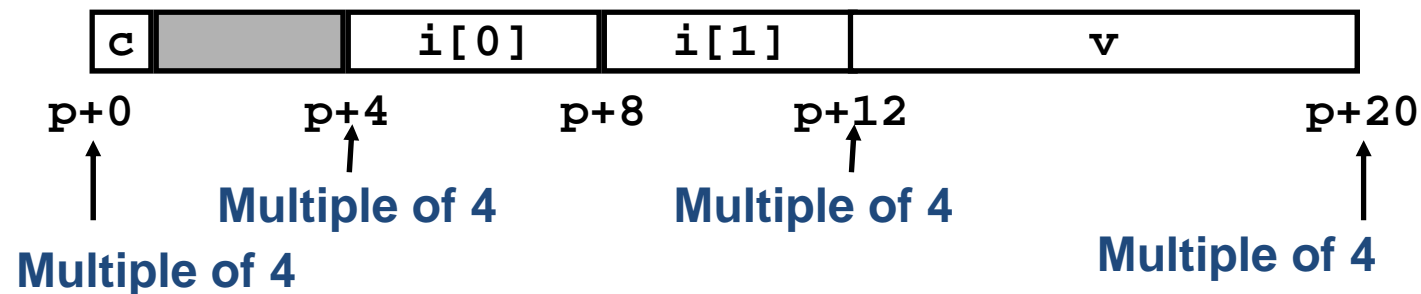 c i[0] i[1] v
p+0 p+4 p+8 p+12 p+20
Multiple of 4 Multiple of 4
Multiple of 4 Multiple of 4